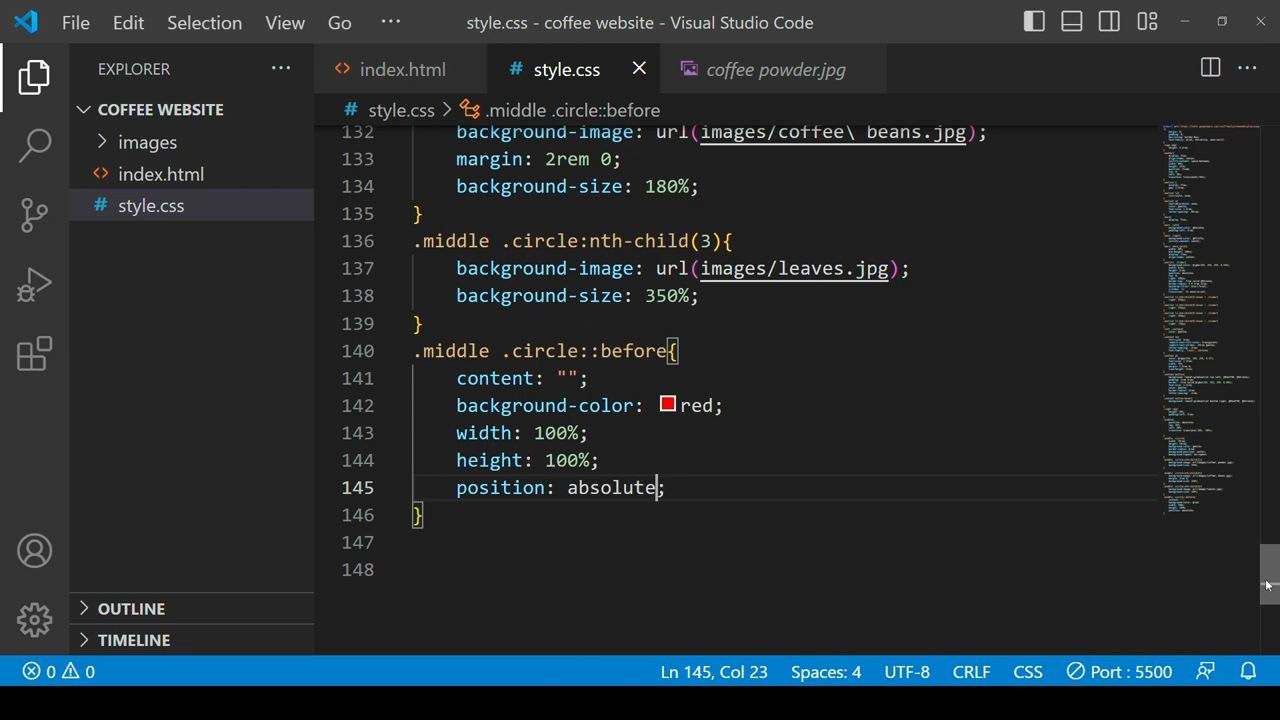 File Edit Selection View Go ··· style.css - coffee website - Visual Studio Code
EXPLORER ···
index.html # style.css coffee powder.jpg ···
COFFEE WEBSITE
images
index.html
# style.css
# style.css > .middle .circle::before
132 background-image: url(images/coffee\ beans.jpg);
133 margin: 2rem 0;
134 background-size: 180%;
135 }
136 .middle .circle:nth-child(3){
137 background-image: url(images/leaves.jpg);
138 background-size: 350%;
139 }
140 .middle .circle::before{
141 content: "";
142 background-color: red;
143 width: 100%;
144 height: 100%;
145 position: absolute;
146 }
147
148
OUTLINE
TIMELINE
0 0 Ln 145, Col 23 Spaces: 4 UTF-8 CRLF CSS Port : 5500